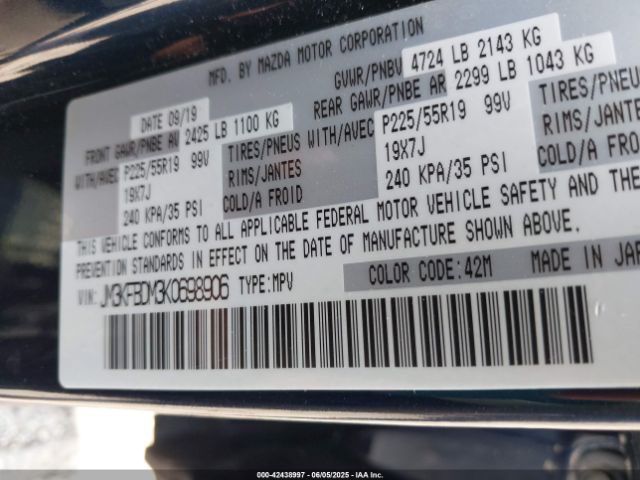 MFD. BY MAZDA MOTOR CORPORATION
DATE 09/19
GVWR/PNBV 4724 LB 2143 KG
FRONT GAWR/PNBE AV 2425 LB 1100 KG
REAR GAWR/PNBE AR 2299 LB 1043 KG
WITH/AVEC P225/55R19 99V TIRES/PNEUS
19X7J RIMS/JANTES
240 KPA/35 PSI COLD/A FROID
WITH/AVEC P225/55R19 99V TIRES/PNEU
19X7J RIMS/JANT
240 KPA/35 PSI COLD/A F
THIS VEHICLE CONFORMS TO ALL APPLICABLE FEDERAL MOTOR VEHICLE SAFETY AND THE
PREVENTION STANDARDS IN EFFECT ON THE DATE OF MANUFACTURE SHOWN ABOVE.
VIN: JM3KFBDM3K0698906 TYPE:MPV COLOR CODE:42M MADE IN JAP
000-42438997 - 06/05/2025 - IAA Inc.